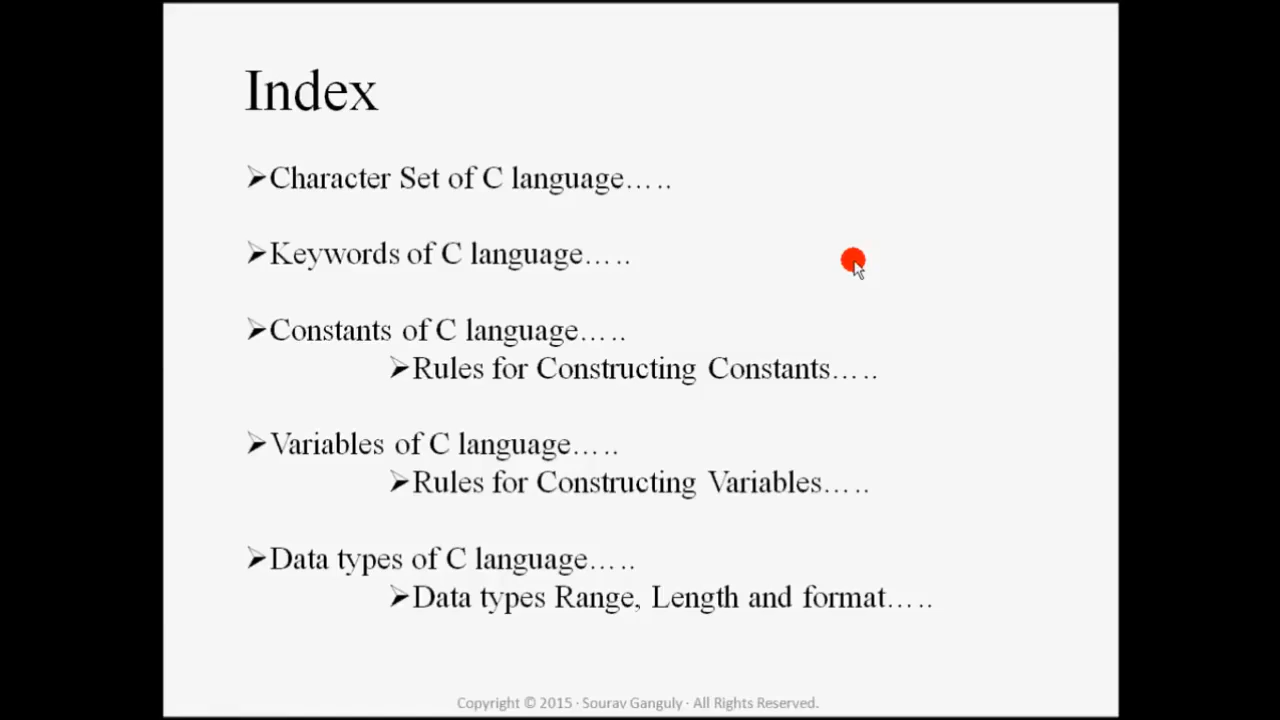 Index
➢Character Set of C language…..
➢Keywords of C language…..
➢Constants of C language…..
➢Rules for Constructing Constants…..
➢Variables of C language…..
➢Rules for Constructing Variables…..
➢Data types of C language…..
➢Data types Range, Length and format…..
Copyright © 2015 · Sourav Ganguly · All Rights Reserved.